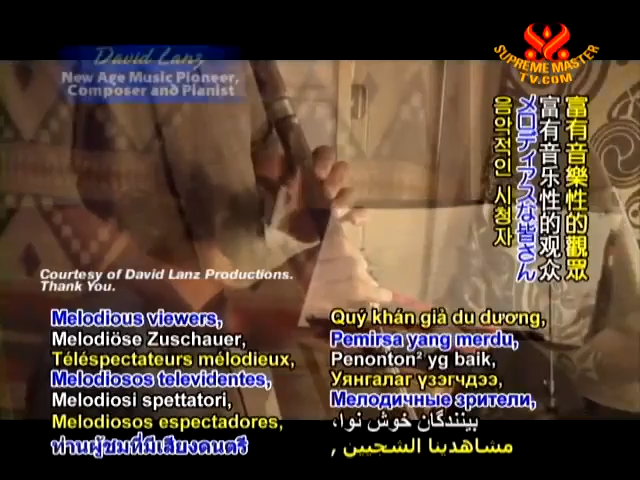 David Lanz
New Age Music Pioneer,
Composer and Pianist
SUPREME MASTER
TV.COM
富有音樂性的觀眾
富有音乐性的观众
メロディアスな皆さん
음악적인 시청자
Courtesy of David Lanz Productions.
Thank You.
Melodious viewers,
Melodiöse Zuschauer,
Téléspectateurs mélodieux,
Melodiosos televidentes,
Melodiosi spettatori,
Melodiosos espectadores,
ท่านผู้ชมที่มีเสียงดนตรี
Quý khán giả du dương,
Pemirsa yang merdu,
Penonton² yg baik,
Уянгалаг үзэгчдээ,
Мелодичные зрители,
بینندگان خوش نوا،
مشاهدينا الشجيين ,